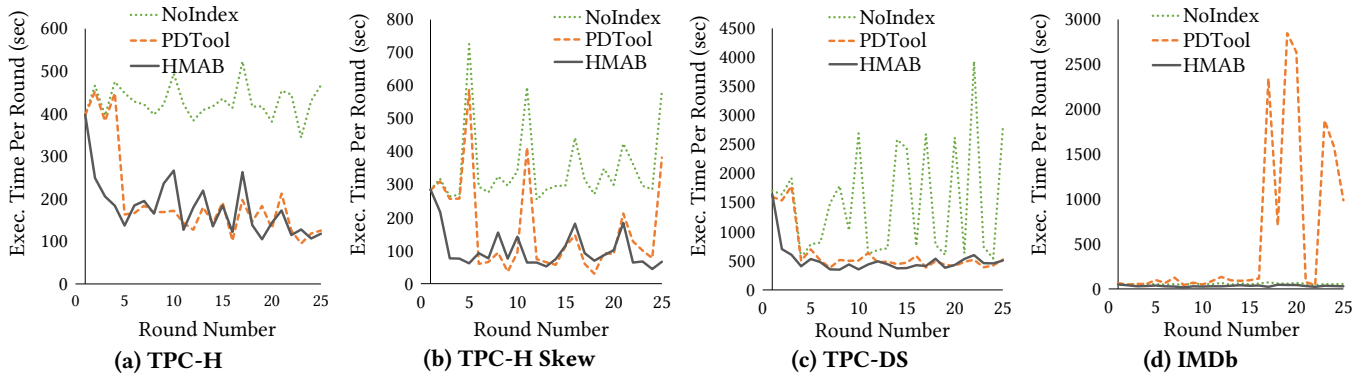 NoIndex
PDTool
HMAB
Exec. Time Per Round (sec)
600
500
400
300
200
100
0
0 5 10 15 20 25
Round Number
(a) TPC-H
NoIndex
PDTool
HMAB
Exec. Time Per Round (sec)
800
700
600
500
400
300
200
100
0
0 5 10 15 20 25
Round Number
(b) TPC-H Skew
NoIndex
PDTool
HMAB
Exec. Time Per Round (sec)
4500
4000
3500
3000
2500
2000
1500
1000
500
0
0 5 10 15 20 25
Round Number
(c) TPC-DS
NoIndex
PDTool
HMAB
Exec. Time Per Round (sec)
3000
2500
2000
1500
1000
500
0
0 5 10 15 20 25
Round Number
(d) IMDb